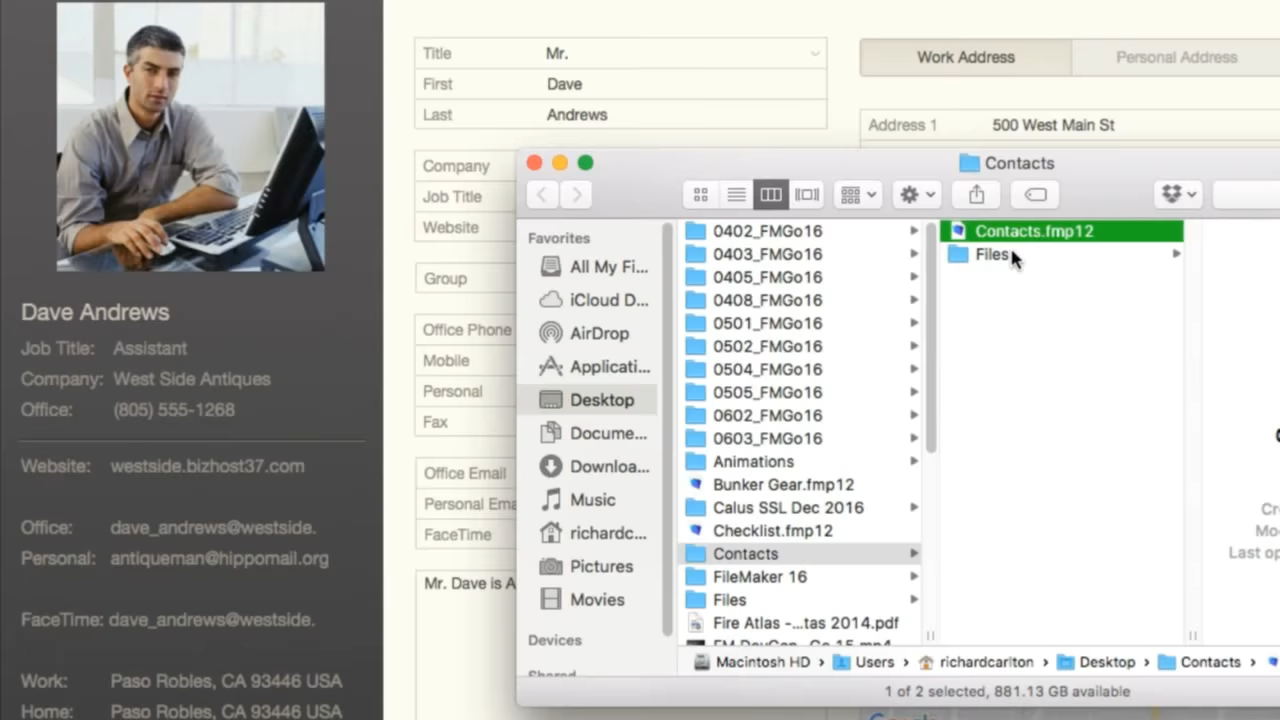 Dave Andrews
Job Title: Assistant
Company: West Side Antiques
Office: (805) 555-1268
Website: westside.bizhost37.com
Office: dave_andrews@westside.
Personal: antiqueman@hippomail.org
FaceTime: dave_andrews@westside.
Work: Paso Robles, CA 93446 USA
Home: Paso Robles, CA 93446 USA
Title Mr.
First Dave
Last Andrews
Company
Job Title
Website
Group
Office Phone
Mobile
Personal
Fax
Office Email
Personal Ema
FaceTime
Mr. Dave is A
Work Address
Personal Address
Address 1 500 West Main St
Contacts
Favorites
All My Fi...
iCloud D...
AirDrop
Applicati...
Desktop
Docume...
Downloa...
Music
richardc...
Pictures
Movies
Devices
Shared
0402_FMGo16
0403_FMGo16
0405_FMGo16
0408_FMGo16
0501_FMGo16
0502_FMGo16
0504_FMGo16
0505_FMGo16
0602_FMGo16
0603_FMGo16
Animations
Bunker Gear.fmp12
Calus SSL Dec 2016
Checklist.fmp12
Contacts
FileMaker 16
Files
Fire Atlas -...tas 2014.pdf
Contacts.fmp12
Files
Cre
Mo
Last op
Macintosh HD › Users › richardcarlton › Desktop › Contacts ›
1 of 2 selected, 881.13 GB available